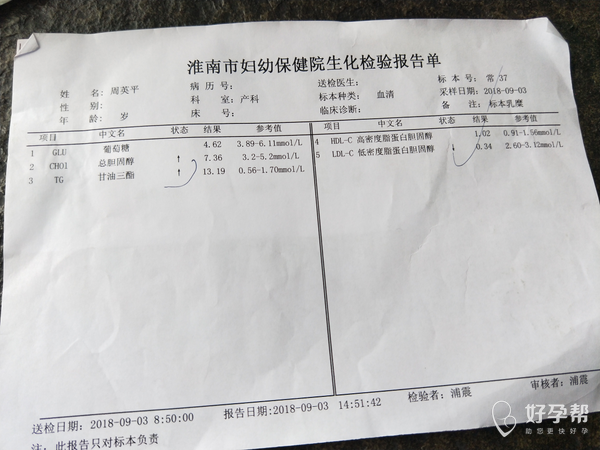 淮南市妇幼保健院生化检验报告单
姓 名: 周英平 病 历 号: 送检医生: 标 本 号: 常 37
性 别: 科 室: 产科 标本种类: 血清 采样日期: 2018-09-03
年 龄: 岁 床 号: 临床诊断: 备 注: 标本乳糜
项目 中文名 状态 结果 参考值
1 GLU 葡萄糖 4.62 3.89-6.11mmol/L
2 CHOI 总胆固醇 ↑ 7.36 3.2-5.2mmol/L
3 TG 甘油三酯 ↑ 13.19 0.56-1.70mmol/L
项目 中文名 状态 结果 参考值
4 HDL-C 高密度脂蛋白胆固醇 1.02 0.91-1.56mmol/L
5 LDL-C 低密度脂蛋白胆固醇 ↓ 0.34 2.60-3.12mmol/L
送检日期: 2018-09-03 8:50:00 报告日期:2018-09-03 14:51:42 检验者: 浦震 审核者: 浦震
注: 此报告只对标本负责
好孕帮
助您更快好孕